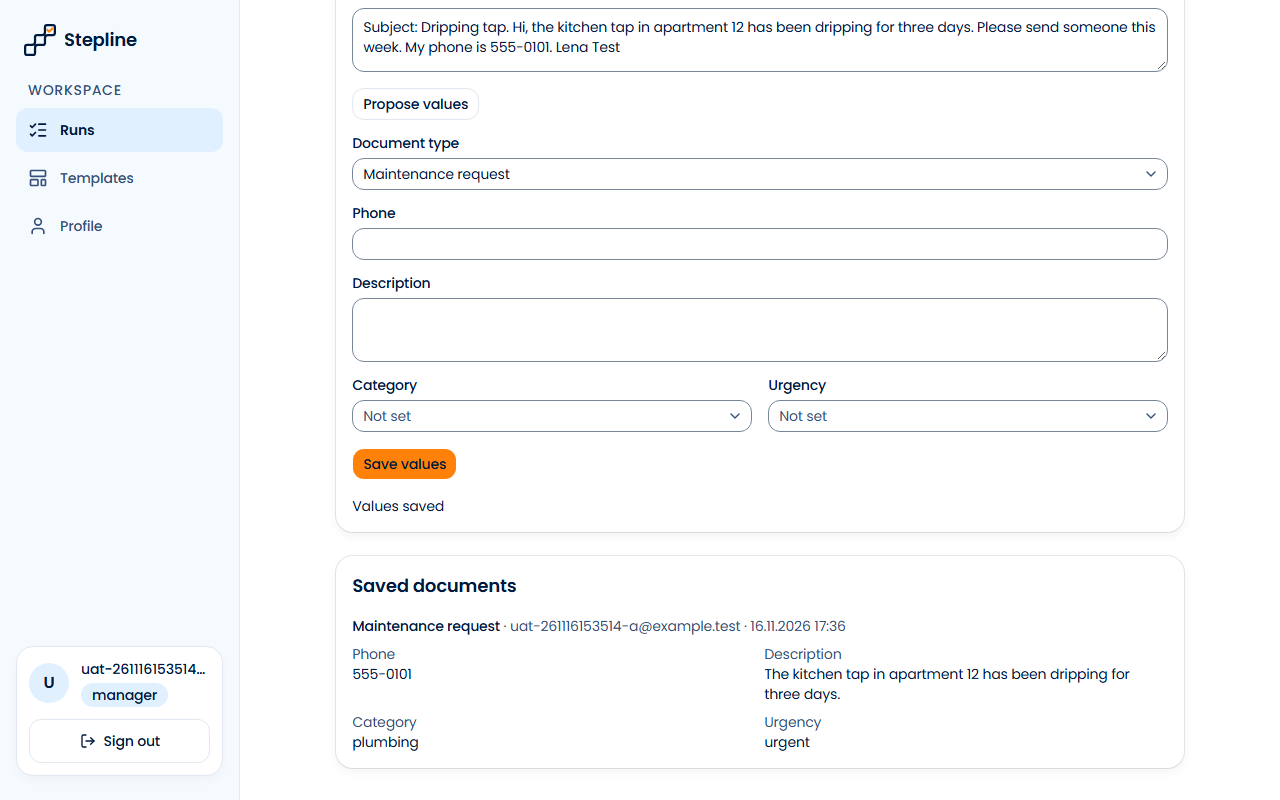 Stepline
WORKSPACE
Runs
Templates
Profile
uat-261116153514...
U
manager
Sign out
Subject: Dripping tap. Hi, the kitchen tap in apartment 12 has been dripping for three days. Please send someone this
week. My phone is 555-0101. Lena Test
Propose values
Document type
Maintenance request
Phone
Description
Category
Urgency
Not set
Not set
Save values
Values saved
Saved documents
Maintenance request · uat-261116153514-a@example.test · 16.11.2026 17:36
Phone
Description
555-0101
The kitchen tap in apartment 12 has been dripping for
three days.
Category
Urgency
plumbing
urgent